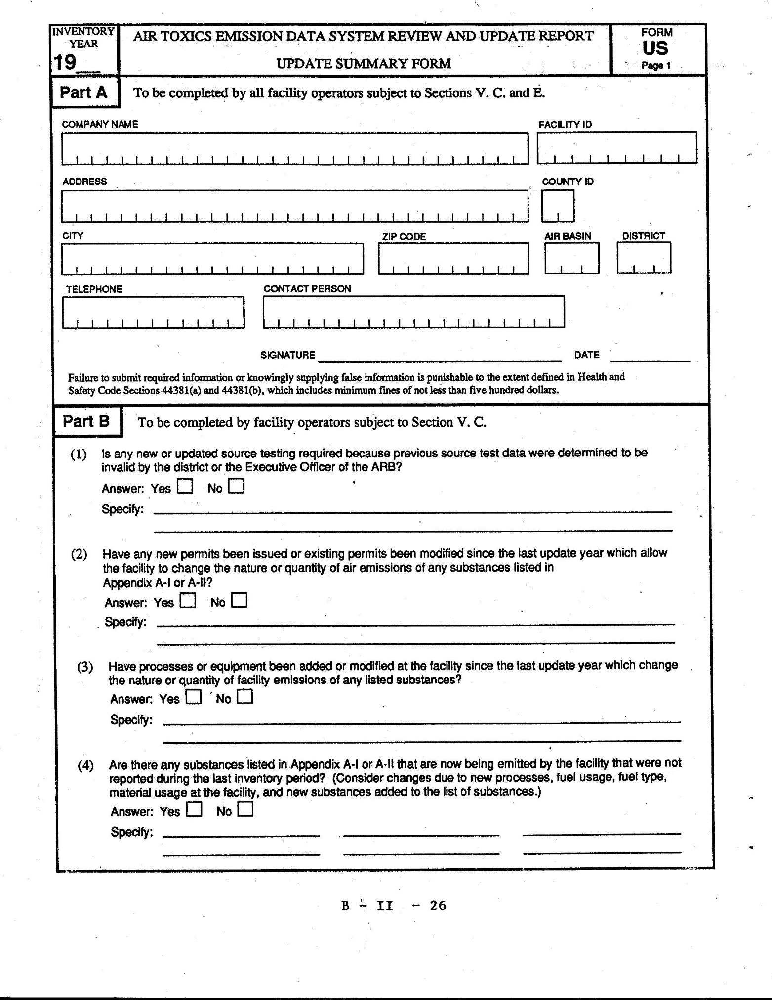 INVENTORY
YEAR
19__
AIR TOXICS EMISSION DATA SYSTEM REVIEW AND UPDATE REPORT
UPDATE SUMMARY FORM
FORM
US
Page 1
Part A
To be completed by all facility operators subject to Sections V. C. and E.
COMPANY NAME
FACILITY ID
ADDRESS
COUNTY ID
CITY
ZIP CODE
AIR BASIN
DISTRICT
TELEPHONE
CONTACT PERSON
SIGNATURE
DATE
Failure to submit required information or knowingly supplying false information is punishable to the extent defined in Health and
Safety Code Sections 44381(a) and 44381(b), which includes minimum fines of not less than five hundred dollars.
Part B
To be completed by facility operators subject to Section V. C.
(1) Is any new or updated source testing required because previous source test data were determined to be
invalid by the district or the Executive Officer of the ARB?
Answer: Yes No
Specify:
(2) Have any new permits been issued or existing permits been modified since the last update year which allow
the facility to change the nature or quantity of air emissions of any substances listed in
Appendix A-I or A-II?
Answer: Yes No
Specify:
(3) Have processes or equipment been added or modified at the facility since the last update year which change
the nature or quantity of facility emissions of any listed substances?
Answer: Yes No
Specify:
(4) Are there any substances listed in Appendix A-I or A-II that are now being emitted by the facility that were not
reported during the last inventory period? (Consider changes due to new processes, fuel usage, fuel type,
material usage at the facility, and new substances added to the list of substances.)
Answer: Yes No
Specify:
B - II - 26